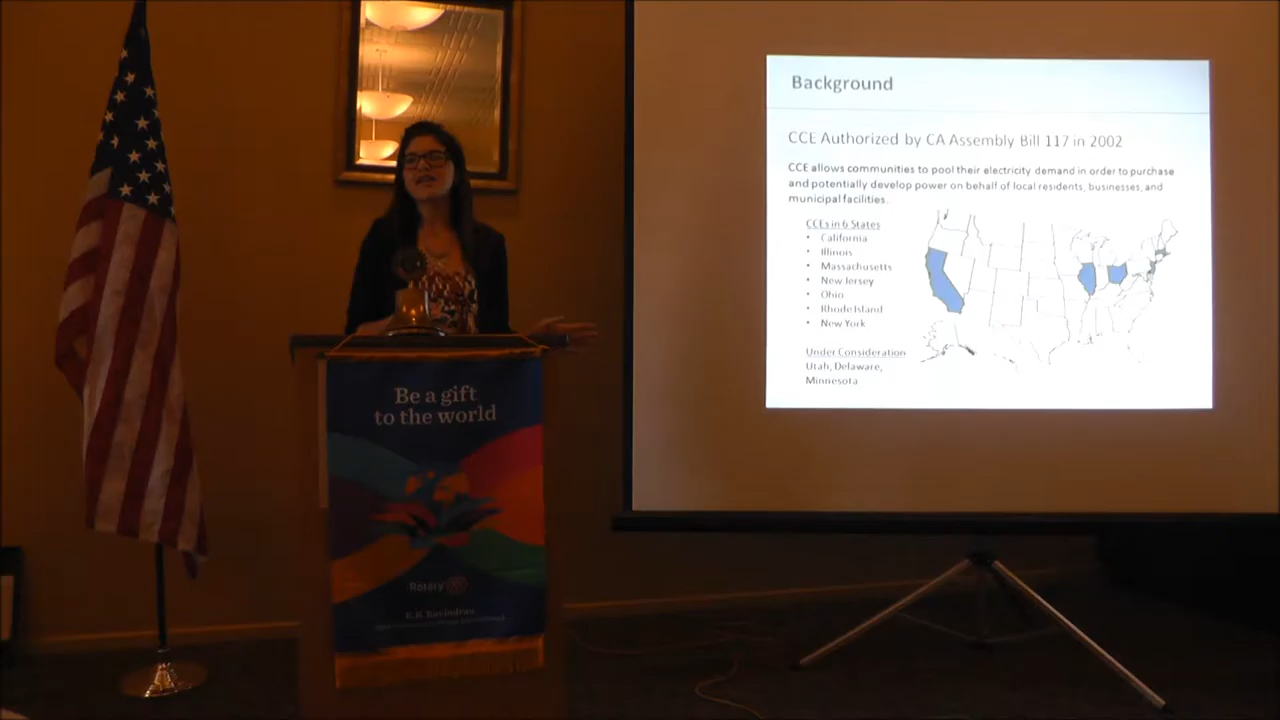 Background
CCE Authorized by CA Assembly Bill 117 in 2002
CCE allows communities to pool their electricity demand in order to purchase
and potentially develop power on behalf of local residents, businesses, and
municipal facilities.
CCEs in 6 States
• California
• Illinois
• Massachusetts
• New Jersey
• Ohio
• Rhode Island
• New York
Under Consideration
Utah, Delaware,
Minnesota
Be a gift
to the world
Rotary
K.R. Ravindran